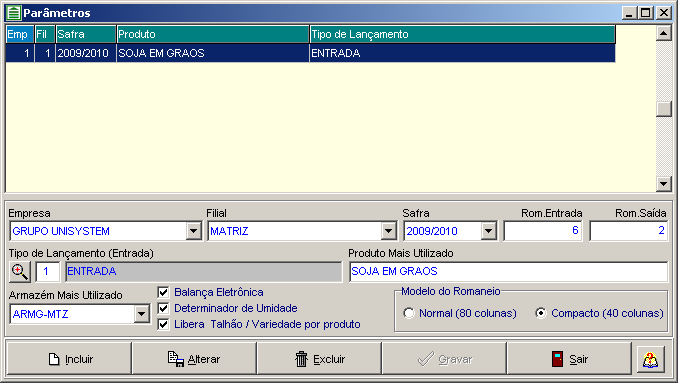 Parâmetros
Emp Fil Safra Produto Tipo de Lançamento
1 1 2009/2010 SOJA EM GRAOS ENTRADA
Empresa Filial Safra Rom.Entrada Rom.Saída
GRUPO UNISYSTEM MATRIZ 2009/2010 6 2
Tipo de Lançamento (Entrada) Produto Mais Utilizado
1 ENTRADA SOJA EM GRAOS
Armazém Mais Utilizado
ARMG-MTZ
Balança Eletrônica
Determinador de Umidade
Libera Talhão / Variedade por produto
Modelo do Romaneio
Normal (80 colunas) Compacto (40 colunas)
Incluir Alterar Excluir Gravar Sair